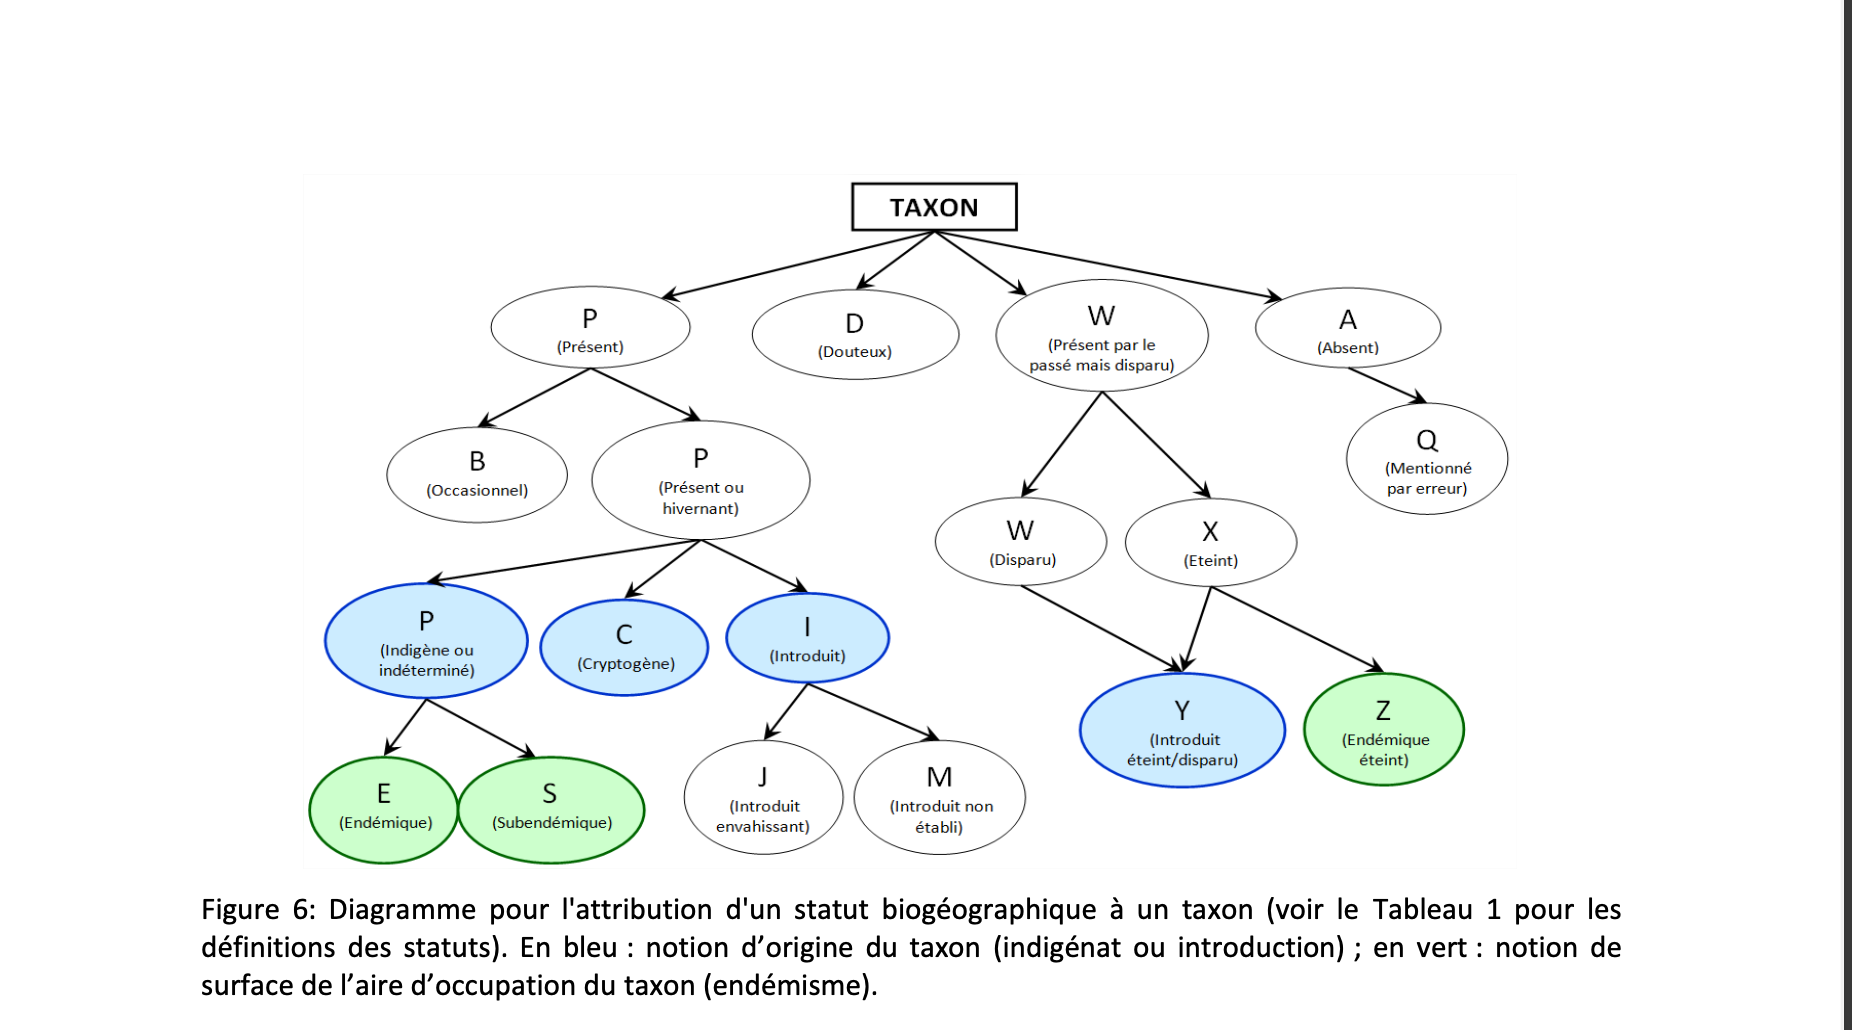 TAXON
P
(Présent)
D
(Douteux)
W
(Présent par le
passé mais disparu)
A
(Absent)
B
(Occasionnel)
P
(Présent ou
hivernant)
Q
(Mentionné
par erreur)
W
(Disparu)
X
(Eteint)
P
(Indigène ou
indéterminé)
C
(Cryptogène)
I
(Introduit)
Y
(Introduit
éteint/disparu)
Z
(Endémique
éteint)
E
(Endémique)
S
(Subendémique)
J
(Introduit
envahissant)
M
(Introduit non
établi)
Figure 6: Diagramme pour l'attribution d'un statut biogéographique à un taxon (voir le Tableau 1 pour les
définitions des statuts). En bleu : notion d’origine du taxon (indigénat ou introduction) ; en vert : notion de
surface de l’aire d’occupation du taxon (endémisme).